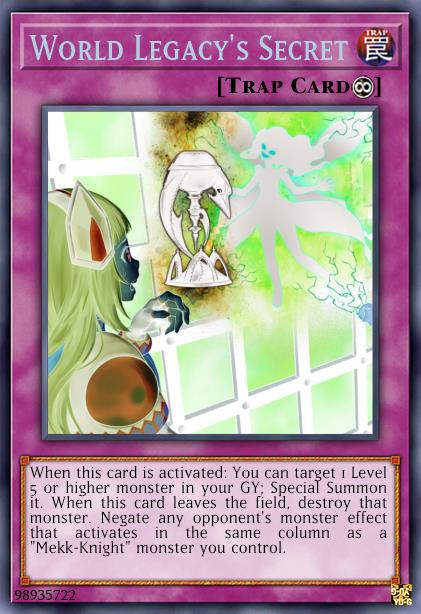 World Legacy's Secret
TRAP
罠
[Trap Card]
When this card is activated: You can target 1 Level
5 or higher monster in your GY; Special Summon
it. When this card leaves the field, destroy that
monster. Negate any opponent's monster effect
that activates in the same column as a
"Mekk-Knight" monster you control.
98935722